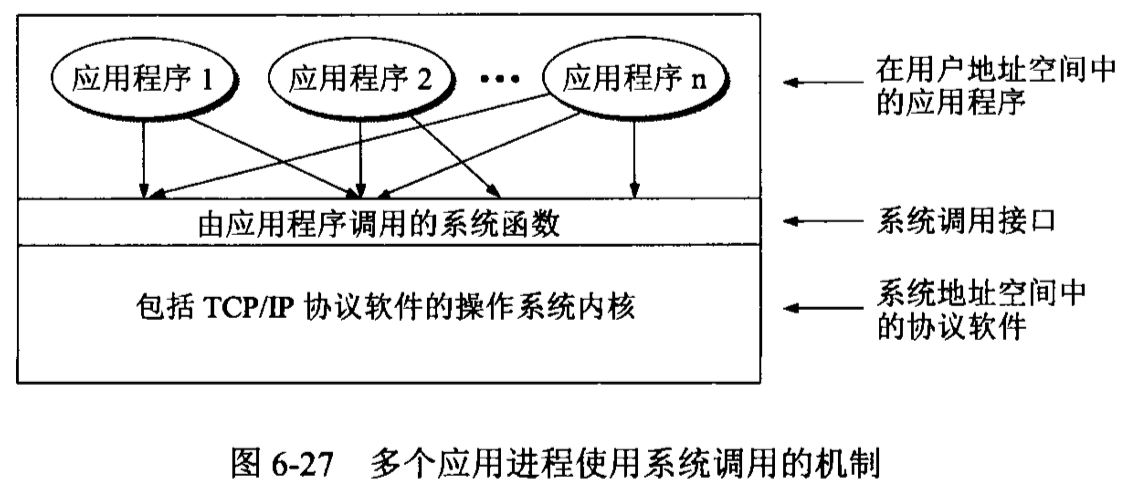 应用程序 1 应用程序 2 ••• 应用程序 n
在用户地址空间中
的应用程序
由应用程序调用的系统函数
系统调用接口
包括 TCP/IP 协议软件的操作系统内核
系统地址空间中
的协议软件
图 6-27 多个应用进程使用系统调用的机制